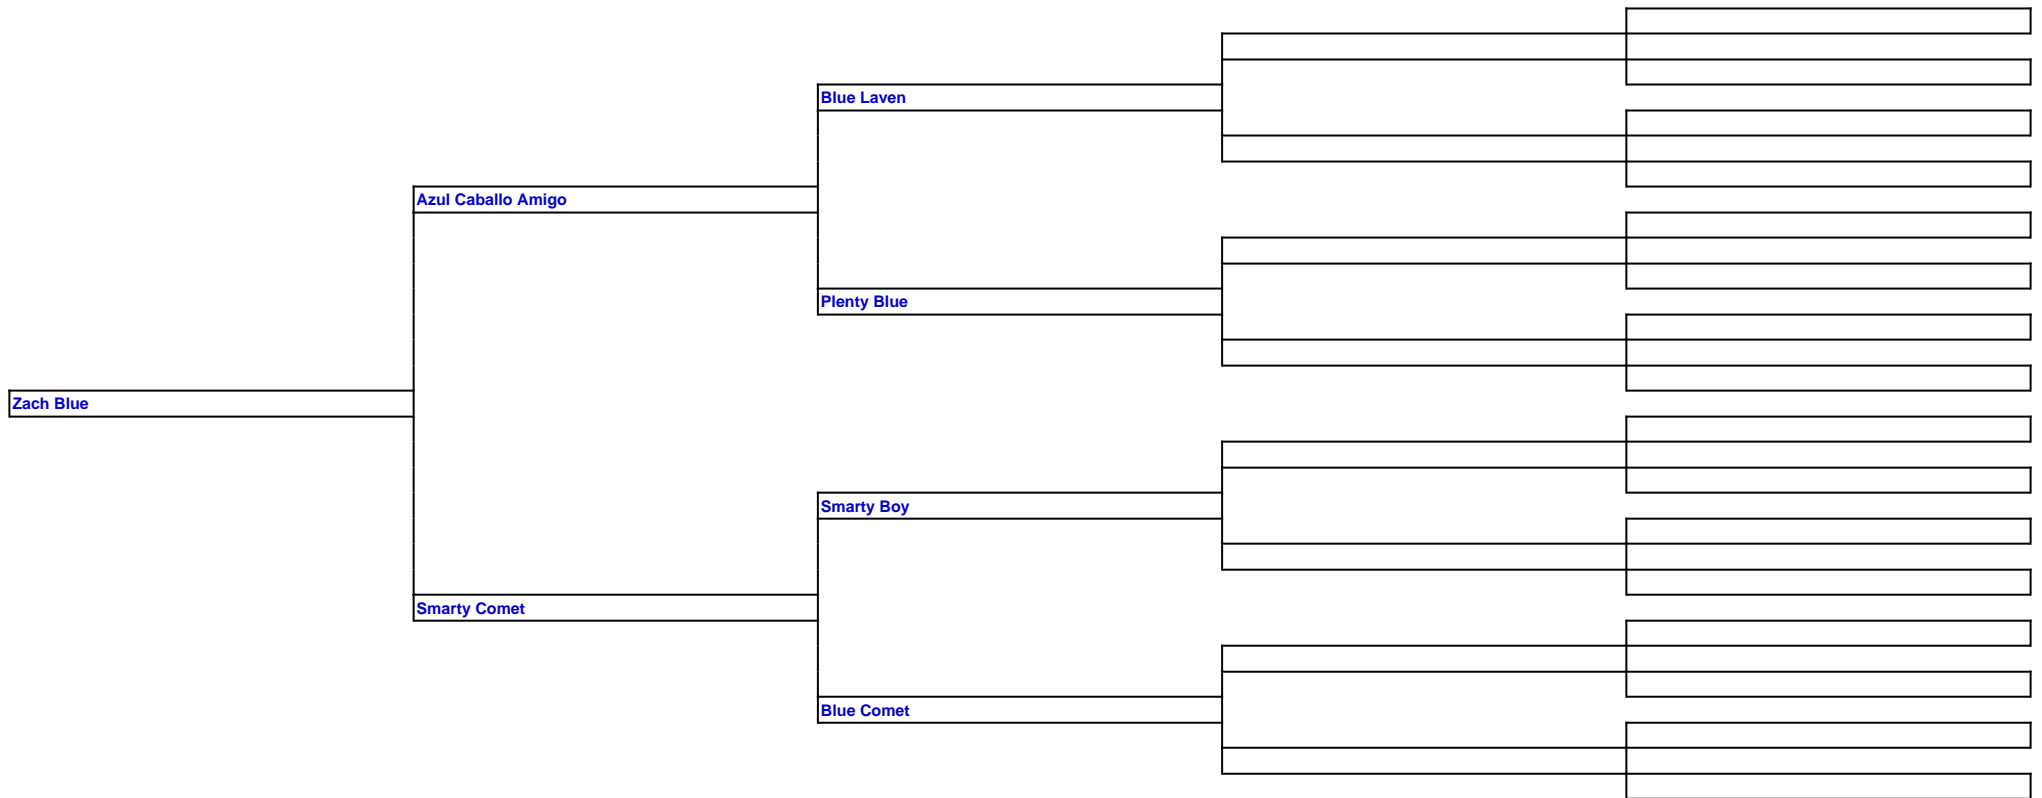 Blue Laven
Azul Caballo Amigo
Plenty Blue
Zach Blue
Smarty Boy
Smarty Comet
Blue Comet